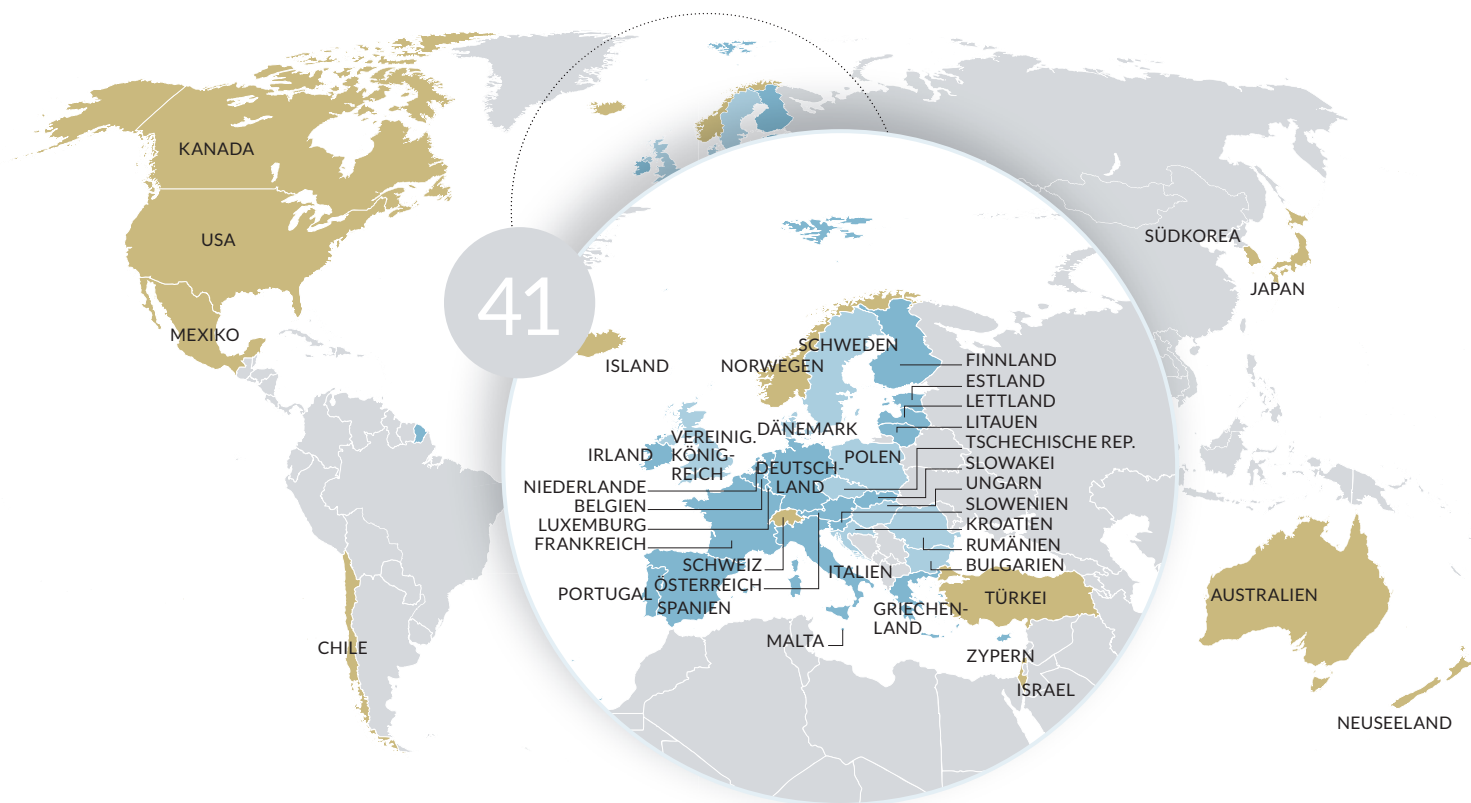 KANADA
USA
MEXIKO
CHILE
41
ISLAND
NORWEGEN
SCHWEDEN
FINNLAND
ESTLAND
LETTLAND
LITAUEN
TSCHECHISCHE REP.
SLOWAKEI
UNGARN
SLOWENIEN
KROATIEN
RUMÄNIEN
BULGARIEN
DÄNEMARK
VEREINIG.
KÖNIG-
REICH
IRLAND
POLEN
DEUTSCH-
LAND
NIEDERLANDE
BELGIEN
LUXEMBURG
FRANKREICH
SCHWEIZ
ÖSTERREICH
ITALIEN
PORTUGAL
SPANIEN
GRIECHEN-
LAND
MALTA
TÜRKEI
ZYPERN
ISRAEL
SÜDKOREA
JAPAN
AUSTRALIEN
NEUSEELAND